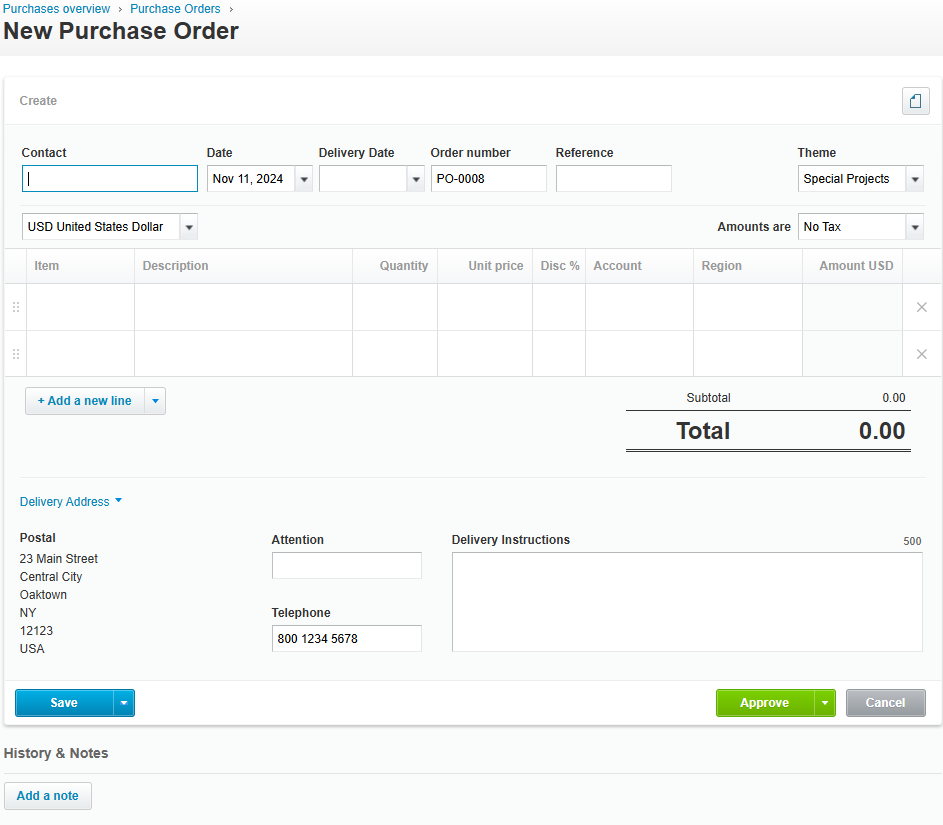 Purchases overview › Purchase Orders ›
New Purchase Order
Create
Contact Date Delivery Date Order number Reference Theme
Nov 11, 2024 PO-0008 Special Projects
USD United States Dollar Amounts are No Tax
Item Description Quantity Unit price Disc % Account Region Amount USD
+ Add a new line
Subtotal 0.00
Total 0.00
Delivery Address
Postal
23 Main Street
Central City
Oaktown
NY
12123
USA
Attention
Telephone
800 1234 5678
Delivery Instructions 500
Save Approve Cancel
History & Notes
Add a note